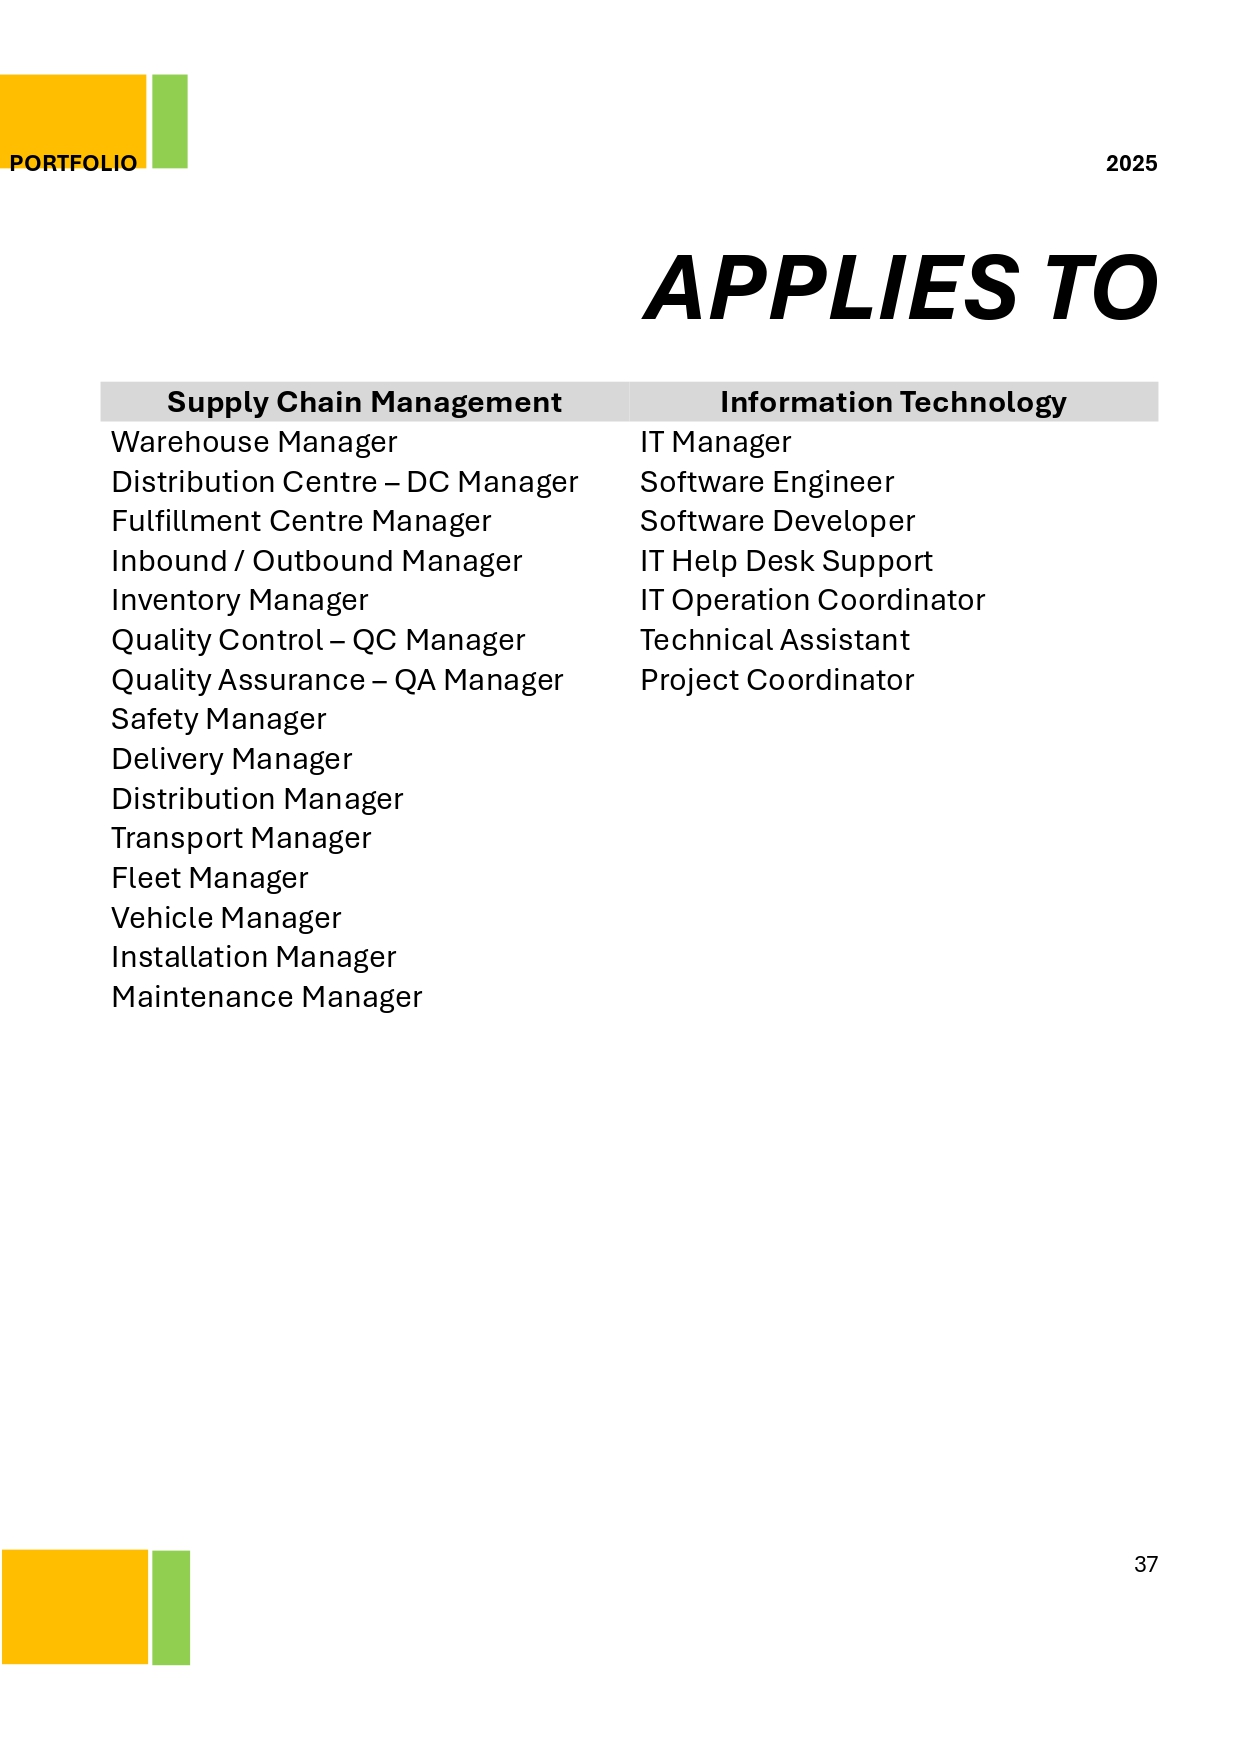 PORTFOLIO 2025
APPLIES TO
Supply Chain Management Information Technology
Warehouse Manager IT Manager
Distribution Centre – DC Manager Software Engineer
Fulfillment Centre Manager Software Developer
Inbound / Outbound Manager IT Help Desk Support
Inventory Manager IT Operation Coordinator
Quality Control – QC Manager Technical Assistant
Quality Assurance – QA Manager Project Coordinator
Safety Manager
Delivery Manager
Distribution Manager
Transport Manager
Fleet Manager
Vehicle Manager
Installation Manager
Maintenance Manager
37